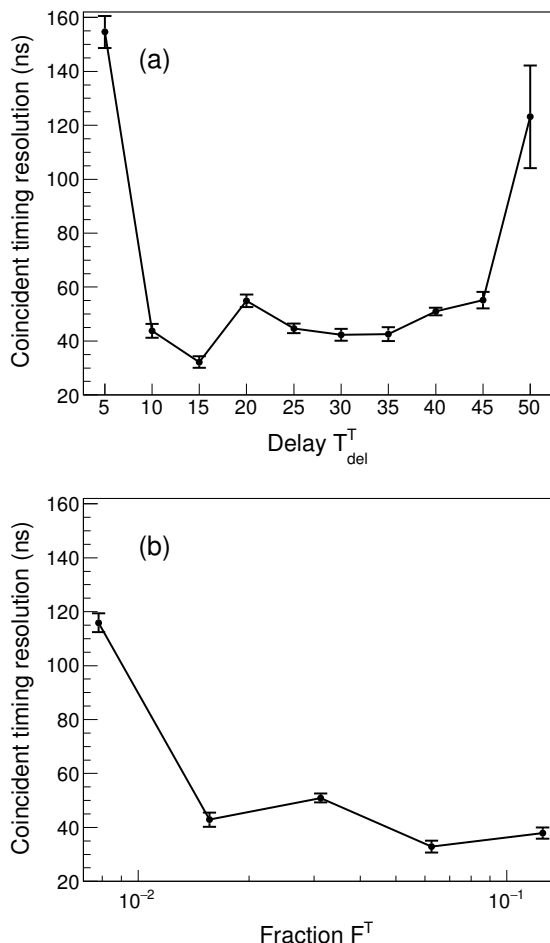 160
140
120
100
80
60
40
20
Coincident timing resolution (ns)
(a)
5 10 15 20 25 30 35 40 45 50
Delay T^T_del
160
140
120
100
80
60
40
20
Coincident timing resolution (ns)
(b)
10⁻² 10⁻¹
Fraction F^T